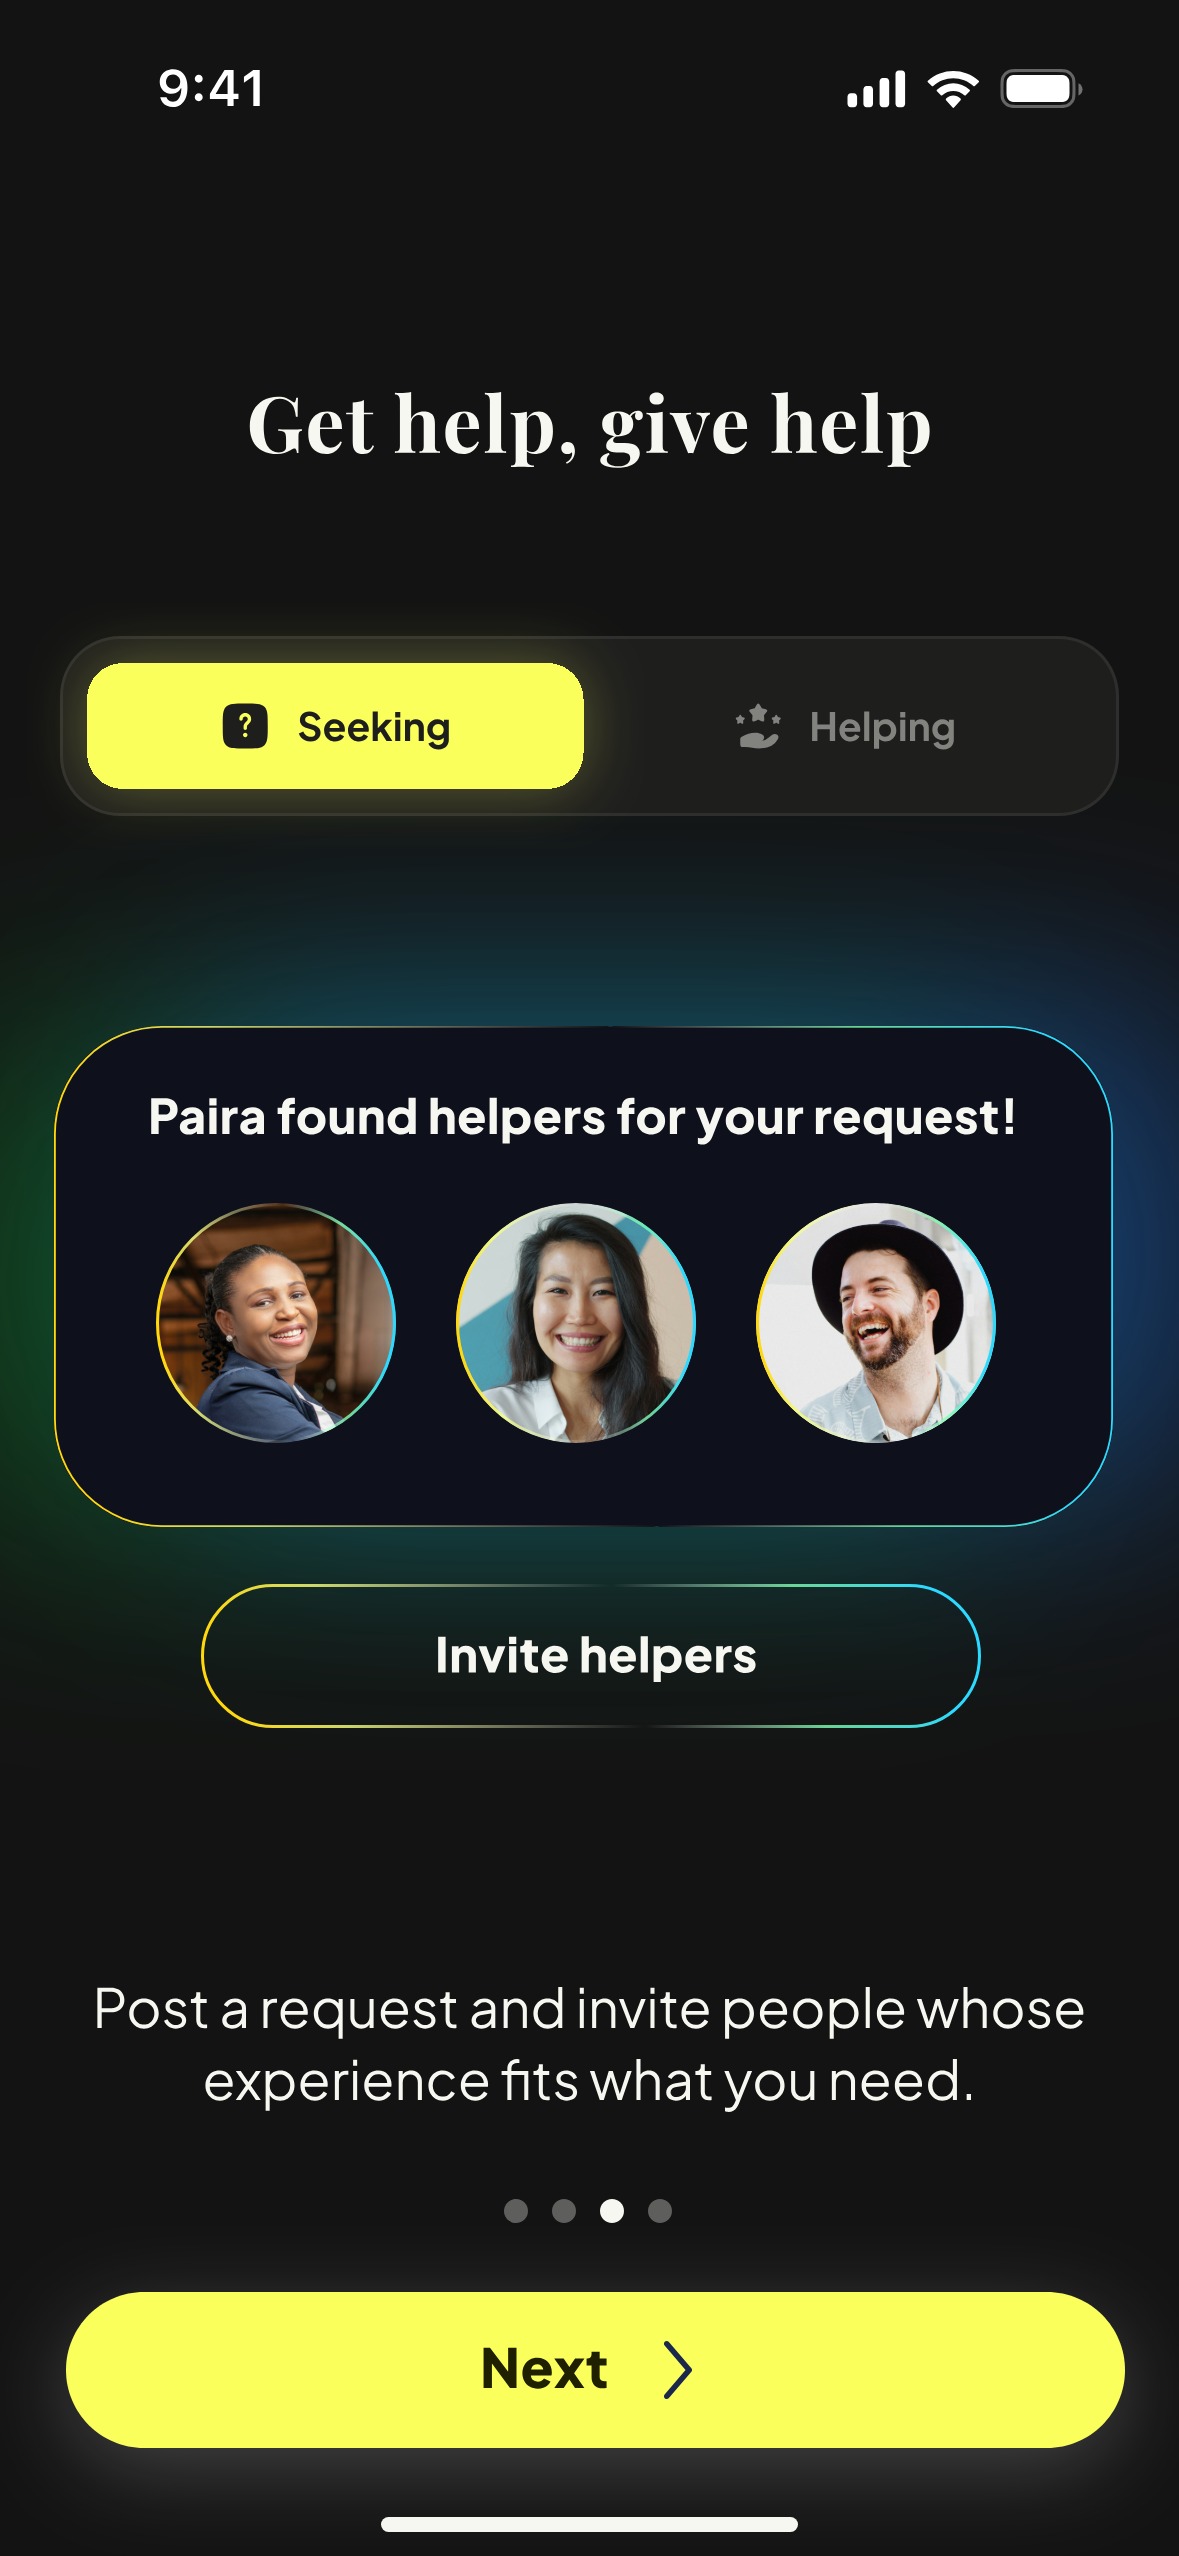 9:41
Get help, give help
Seeking
Helping
Paira found helpers for your request!
Invite helpers
Post a request and invite people whose
experience fits what you need.
Next